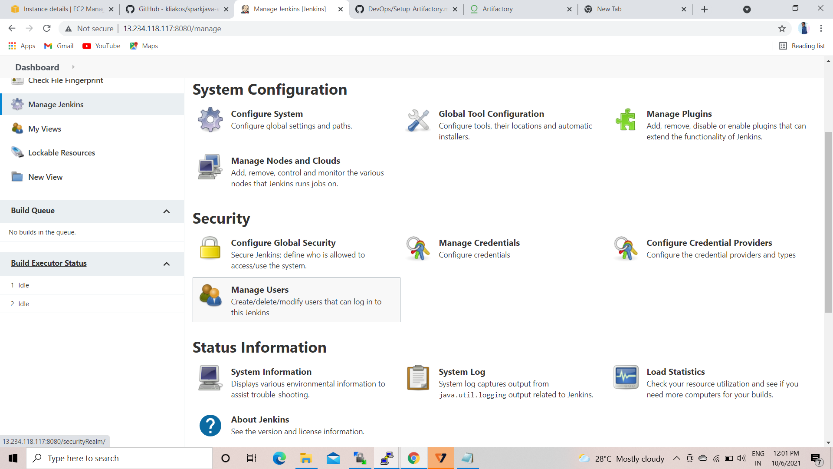 Instance details | EC2 Mana
GitHub - kliakos/sparkjava-
Manage Jenkins [Jenkins]
DevOps/Setup Artifactory.
Artifactory
New Tab
Not secure | 13.234.118.117:8080/manage
Apps Gmail YouTube Maps Reading list
Dashboard
Check File Fingerprint
Manage Jenkins
My Views
Lockable Resources
New View
Build Queue
No builds in the queue.
Build Executor Status
1 Idle
2 Idle
System Configuration
Configure System
Configure global settings and paths.
Global Tool Configuration
Configure tools, their locations and automatic
installers.
Manage Plugins
Add, remove, disable or enable plugins that can
extend the functionality of Jenkins.
Manage Nodes and Clouds
Add, remove, control and monitor the various
nodes that Jenkins runs jobs on.
Security
Configure Global Security
Secure Jenkins; define who is allowed to
access/use the system.
Manage Credentials
Configure credentials
Configure Credential Providers
Configure the credential providers and types
Manage Users
Create/delete/modify users that can log in to
this Jenkins
Status Information
System Information
Displays various environmental information to
assist trouble-shooting.
System Log
System log captures output from
java.util.logging output related to Jenkins.
Load Statistics
Check your resource utilization and see if you
need more computers for your builds.
About Jenkins
See the version and license information.
13.234.118.117:8080/securityRealm/
Type here to search
28°C Mostly cloudy
ENG
IN
12:01 PM
10/6/2021